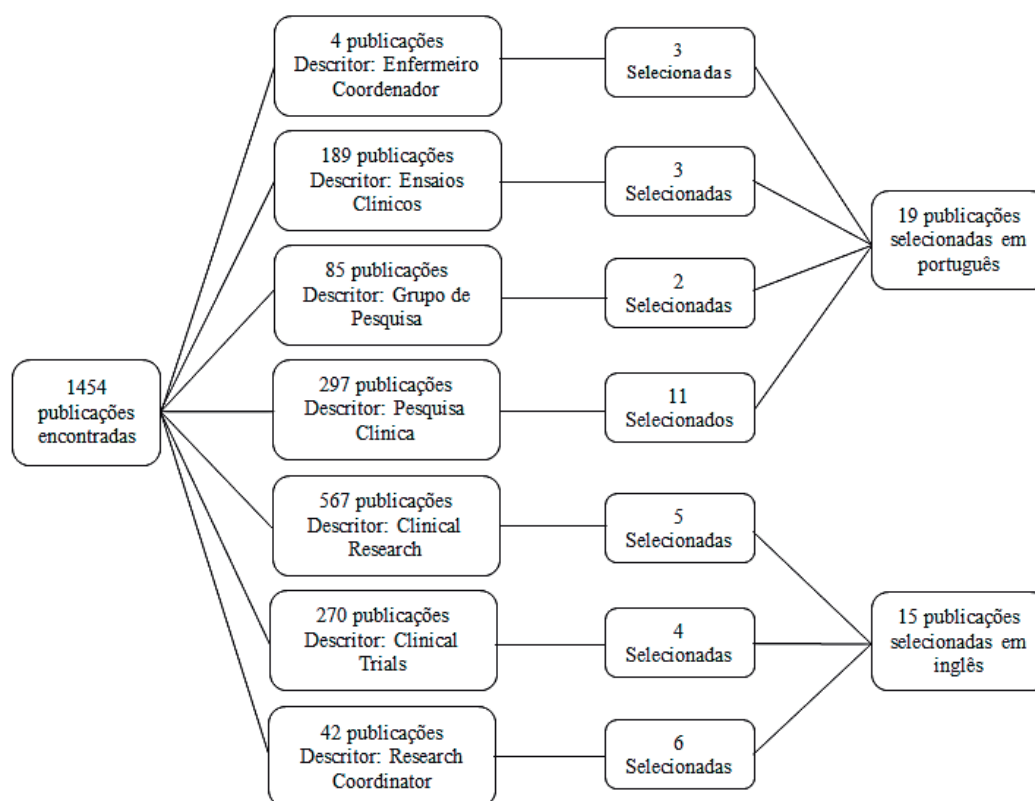 4 publicações
Descritor: Enfermeiro
Coordenador
3
Selecionadas
189 publicações
Descritor: Ensaios
Clínicos
3
Selecionadas
85 publicações
Descritor: Grupo de
Pesquisa
2
Selecionadas
297 publicações
Descritor: Pesquisa
Clínica
11
Selecionados
19 publicações
selecionadas em
português
1454
publicações
encontradas
567 publicações
Descritor: Clinical
Research
5
Selecionadas
270 publicações
Descritor: Clinical
Trials
4
Selecionadas
42 publicações
Descritor: Research
Coordinator
6
Selecionadas
15 publicações
selecionadas em
inglês